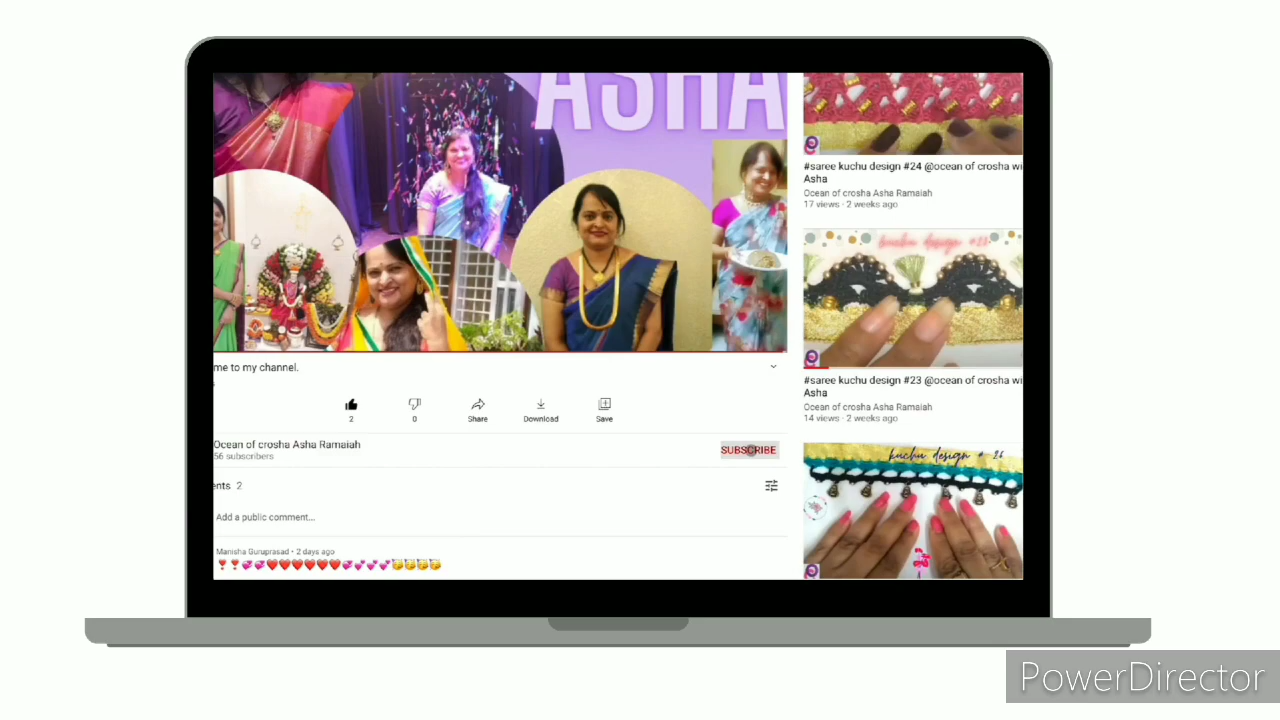 ASHA
me to my channel.
2
0
Share
Download
Save
Ocean of crosha Asha Ramaiah
56 subscribers
SUBSCRIBE
ents 2
Add a public comment...
Manisha Guruprasad • 2 days ago
#saree kuchu design #24 @ocean of crosha wi
Asha
Ocean of crosha Asha Ramaiah
17 views · 2 weeks ago
kuchu design #23
#saree kuchu design #23 @ocean of crosha wi
Asha
Ocean of crosha Asha Ramaiah
14 views · 2 weeks ago
kuchu design # 26
PowerDirector